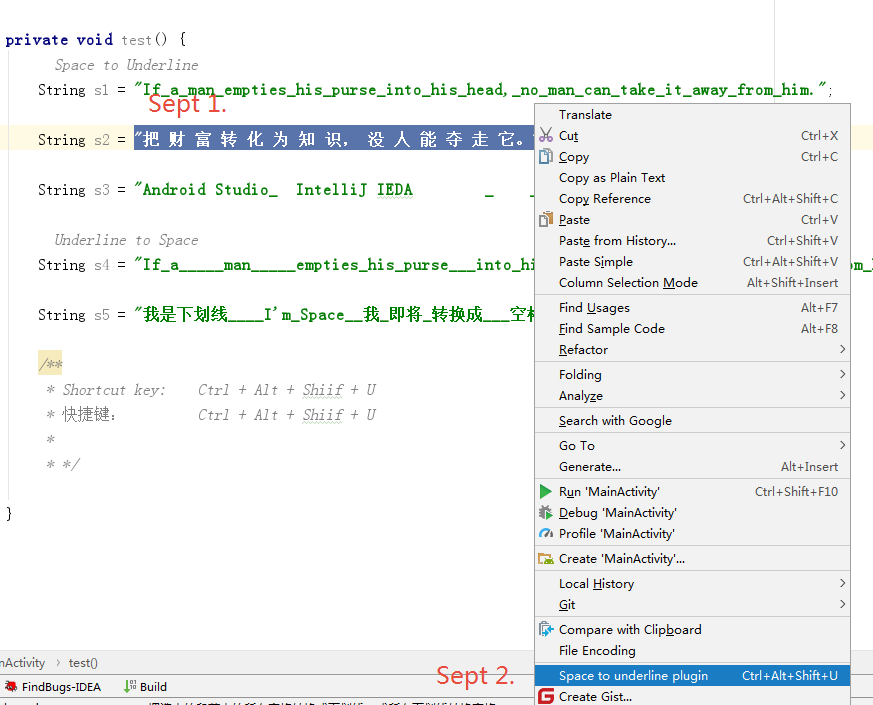 private void test() {
Space to Underline
String s1 = "If_a_man_empties_his_purse_into_his_head,_no_man_can_take_it_away_from_him.";
Sept 1.
String s2 = "把 财 富 转 化 为 知 识， 没 人 能 夺 走 它。
String s3 = "Android Studio_  IntelliJ IEDA _
Underline to Space
String s4 = "If_a_____man_____empties_his_purse___into_hi
String s5 = "我是下划线____I'm_Space__我_即将_转换成___空
/**
* Shortcut key: Ctrl + Alt + Shiif + U
* 快捷键： Ctrl + Alt + Shiif + U
*
* */
}
Translate
Cut Ctrl+X
Copy Ctrl+C
Copy as Plain Text
Copy Reference Ctrl+Alt+Shift+C
Paste Ctrl+V
Paste from History... Ctrl+Shift+V
Paste Simple Ctrl+Alt+Shift+V
Column Selection Mode Alt+Shift+Insert
Find Usages Alt+F7
Find Sample Code Alt+F8
Refactor
Folding
Analyze
Search with Google
Go To
Generate... Alt+Insert
Run 'MainActivity' Ctrl+Shift+F10
Debug 'MainActivity'
Profile 'MainActivity'
Create 'MainActivity'...
Local History
Git
Compare with Clipboard
File Encoding
Space to underline plugin Ctrl+Alt+Shift+U
Create Gist...
Sept 2.
nActivity › test()
FindBugs-IDEA Build